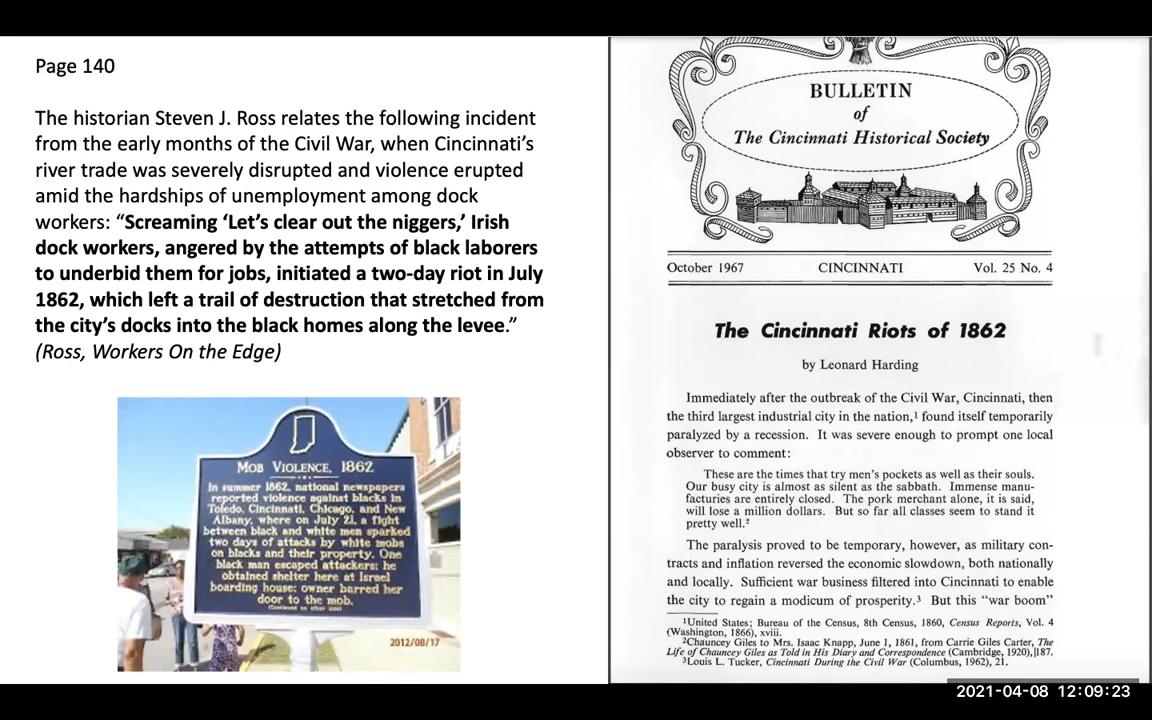 Page 140
The historian Steven J. Ross relates the following incident
from the early months of the Civil War, when Cincinnati's
river trade was severely disrupted and violence erupted
amid the hardships of unemployment among dock
workers: “Screaming ‘Let's clear out the niggers,’ Irish
dock workers, angered by the attempts of black laborers
to underbid them for jobs, initiated a two-day riot in July
1862, which left a trail of destruction that stretched from
the city's docks into the black homes along the levee.”
(Ross, Workers On the Edge)
MOB VIOLENCE, 1862
In summer 1862, national newspapers
reported violence against blacks in
Toledo, Cincinnati, Chicago, and New
Albany, where on July 21, a fight
between black and white men sparked
two days of attacks by white mobs
on blacks and their property. One
black man escaped attackers; he
obtained shelter here at Israel
boarding house; owner barred her
door to the mob.
(Continued on other side)
2012/08/17
BULLETIN
of
The Cincinnati Historical Society
October 1967 CINCINNATI Vol. 25 No. 4
The Cincinnati Riots of 1862
by Leonard Harding
Immediately after the outbreak of the Civil War, Cincinnati, then
the third largest industrial city in the nation,¹ found itself temporarily
paralyzed by a recession. It was severe enough to prompt one local
observer to comment:
These are the times that try men's pockets as well as their souls.
Our busy city is almost as silent as the sabbath. Immense manu-
facturies are entirely closed. The pork merchant alone, it is said,
will lose a million dollars. But so far all classes seem to stand it
pretty well.²
The paralysis proved to be temporary, however, as military con-
tracts and inflation reversed the economic slowdown, both nationally
and locally. Sufficient war business filtered into Cincinnati to enable
the city to regain a modicum of prosperity.³ But this “war boom”
¹United States; Bureau of the Census, 8th Census, 1860, Census Reports, Vol. 4
(Washington, 1866), xviii.
²Chauncey Giles to Mrs. Isaac Knapp, June 1, 1861, from Carrie Giles Carter, The
Life of Chauncey Giles as Told in His Diary and Correspondence (Cambridge, 1920), 187.
³Louis L. Tucker, Cincinnati During the Civil War (Columbus, 1962), 21.
2021-04-08 12:09:23